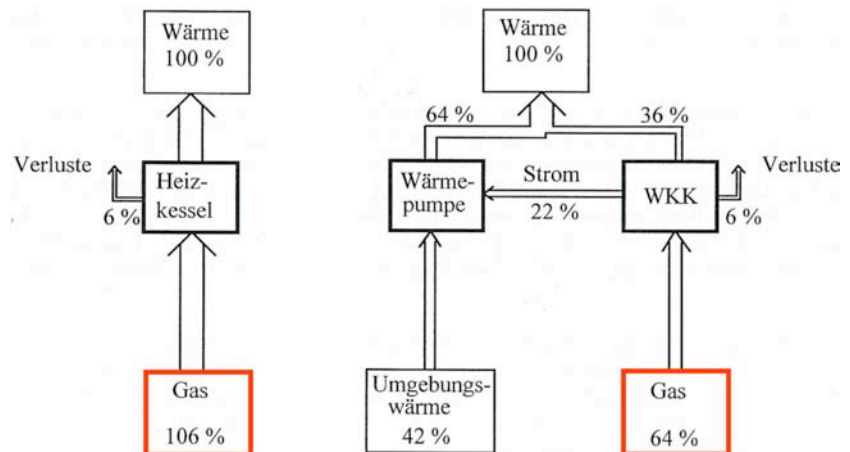 Wärme
100 %
Verluste
6 %
Heiz-
kessel
Gas
106 %
Wärme
100 %
64 %
36 %
Wärme-
pumpe
Strom
22 %
WKK
Verluste
6 %
Umgebungs-
wärme
42 %
Gas
64 %